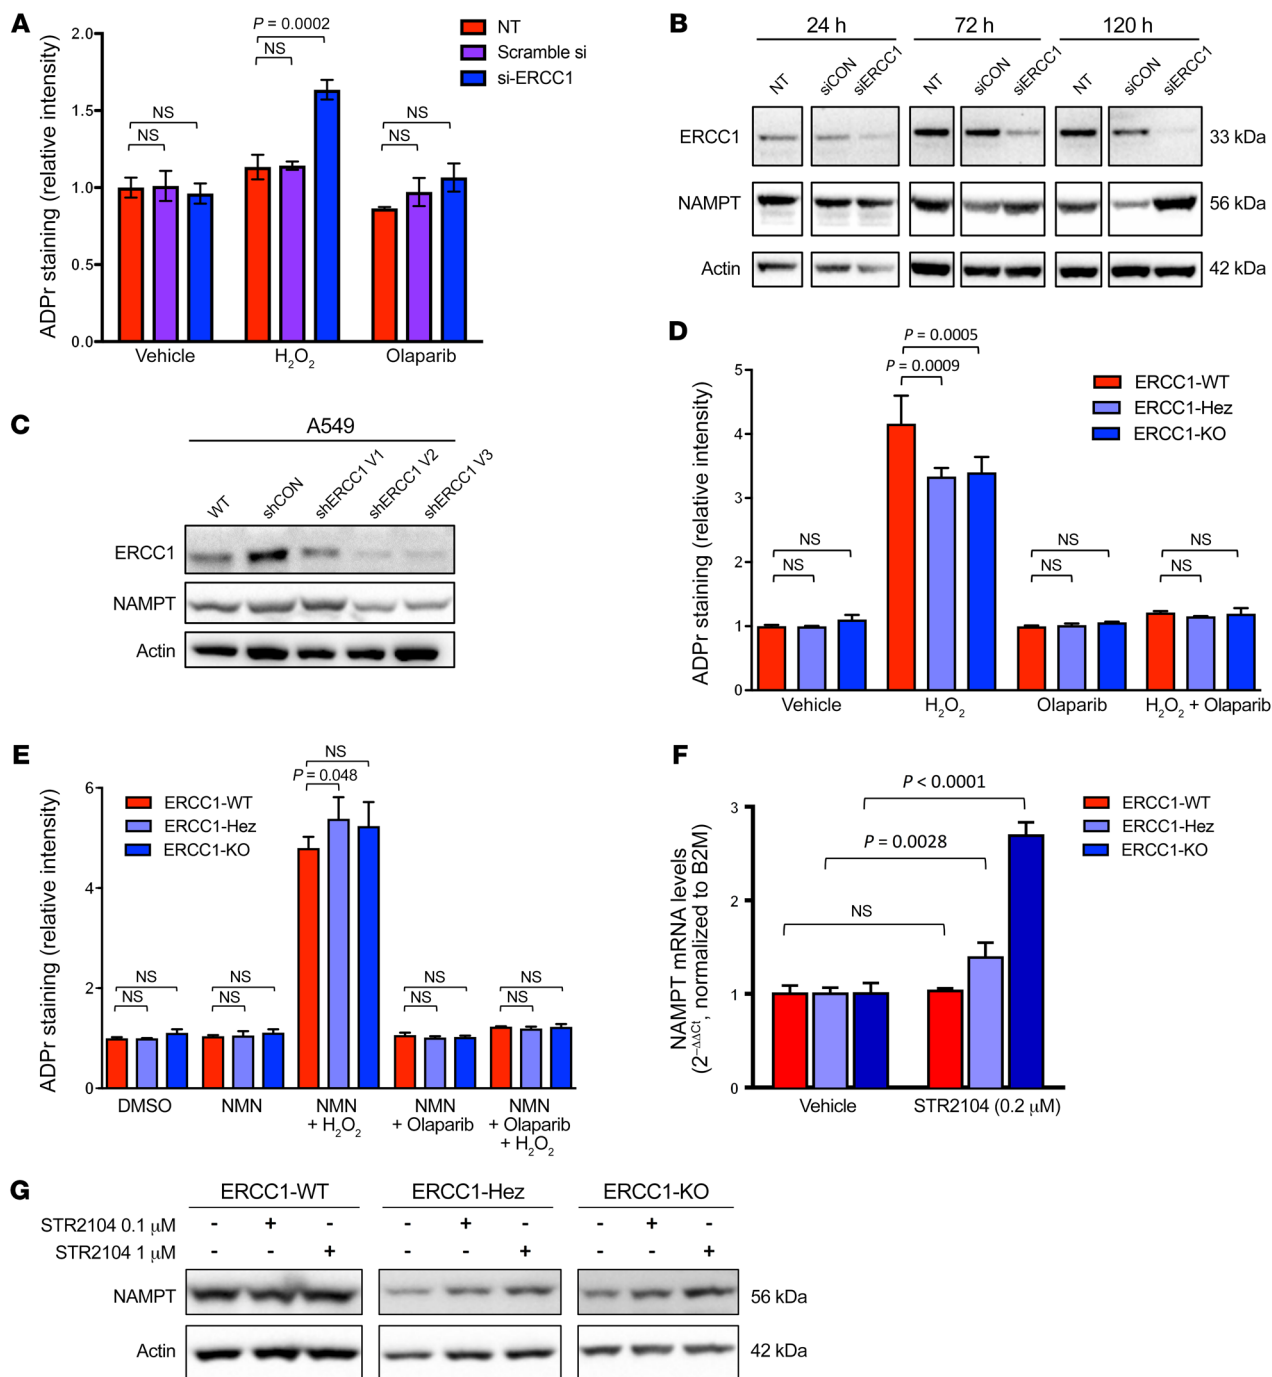 A
ADPr staining (relative intensity)
2.0
1.5
1.0
0.5
0.0
P = 0.0002
NS
NS
NS
NS
NS
NT
Scramble si
si-ERCC1
Vehicle
H₂O₂
Olaparib
B
24 h
72 h
120 h
NT
siCON
siERCC1
NT
siCON
siERCC1
NT
siCON
siERCC1
ERCC1
33 kDa
NAMPT
56 kDa
Actin
42 kDa
C
A549
WT
shCON
shERCC1 V1
shERCC1 V2
shERCC1 V3
ERCC1
NAMPT
Actin
D
ADPr staining (relative intensity)
5
4
3
2
1
0
P = 0.0005
P = 0.0009
NS
NS
NS
NS
NS
NS
ERCC1-WT
ERCC1-Hez
ERCC1-KO
Vehicle
H₂O₂
Olaparib
H₂O₂ + Olaparib
E
ADPr staining (relative intensity)
6
4
2
0
ERCC1-WT
ERCC1-Hez
ERCC1-KO
NS
P = 0.048
NS
NS
NS
NS
NS
NS
NS
NS
DMSO
NMN
NMN
+ H₂O₂
NMN
+ Olaparib
NMN
+ Olaparib
+ H₂O₂
F
NAMPT mRNA levels
(2⁻ΔΔCt, normalized to B2M)
3
2
1
0
P < 0.0001
P = 0.0028
NS
ERCC1-WT
ERCC1-Hez
ERCC1-KO
Vehicle
STR2104 (0.2 μM)
G
ERCC1-WT
ERCC1-Hez
ERCC1-KO
STR2104 0.1 μM - + - - + - - + -
STR2104 1 μM - - + - - + - - +
NAMPT
56 kDa
Actin
42 kDa